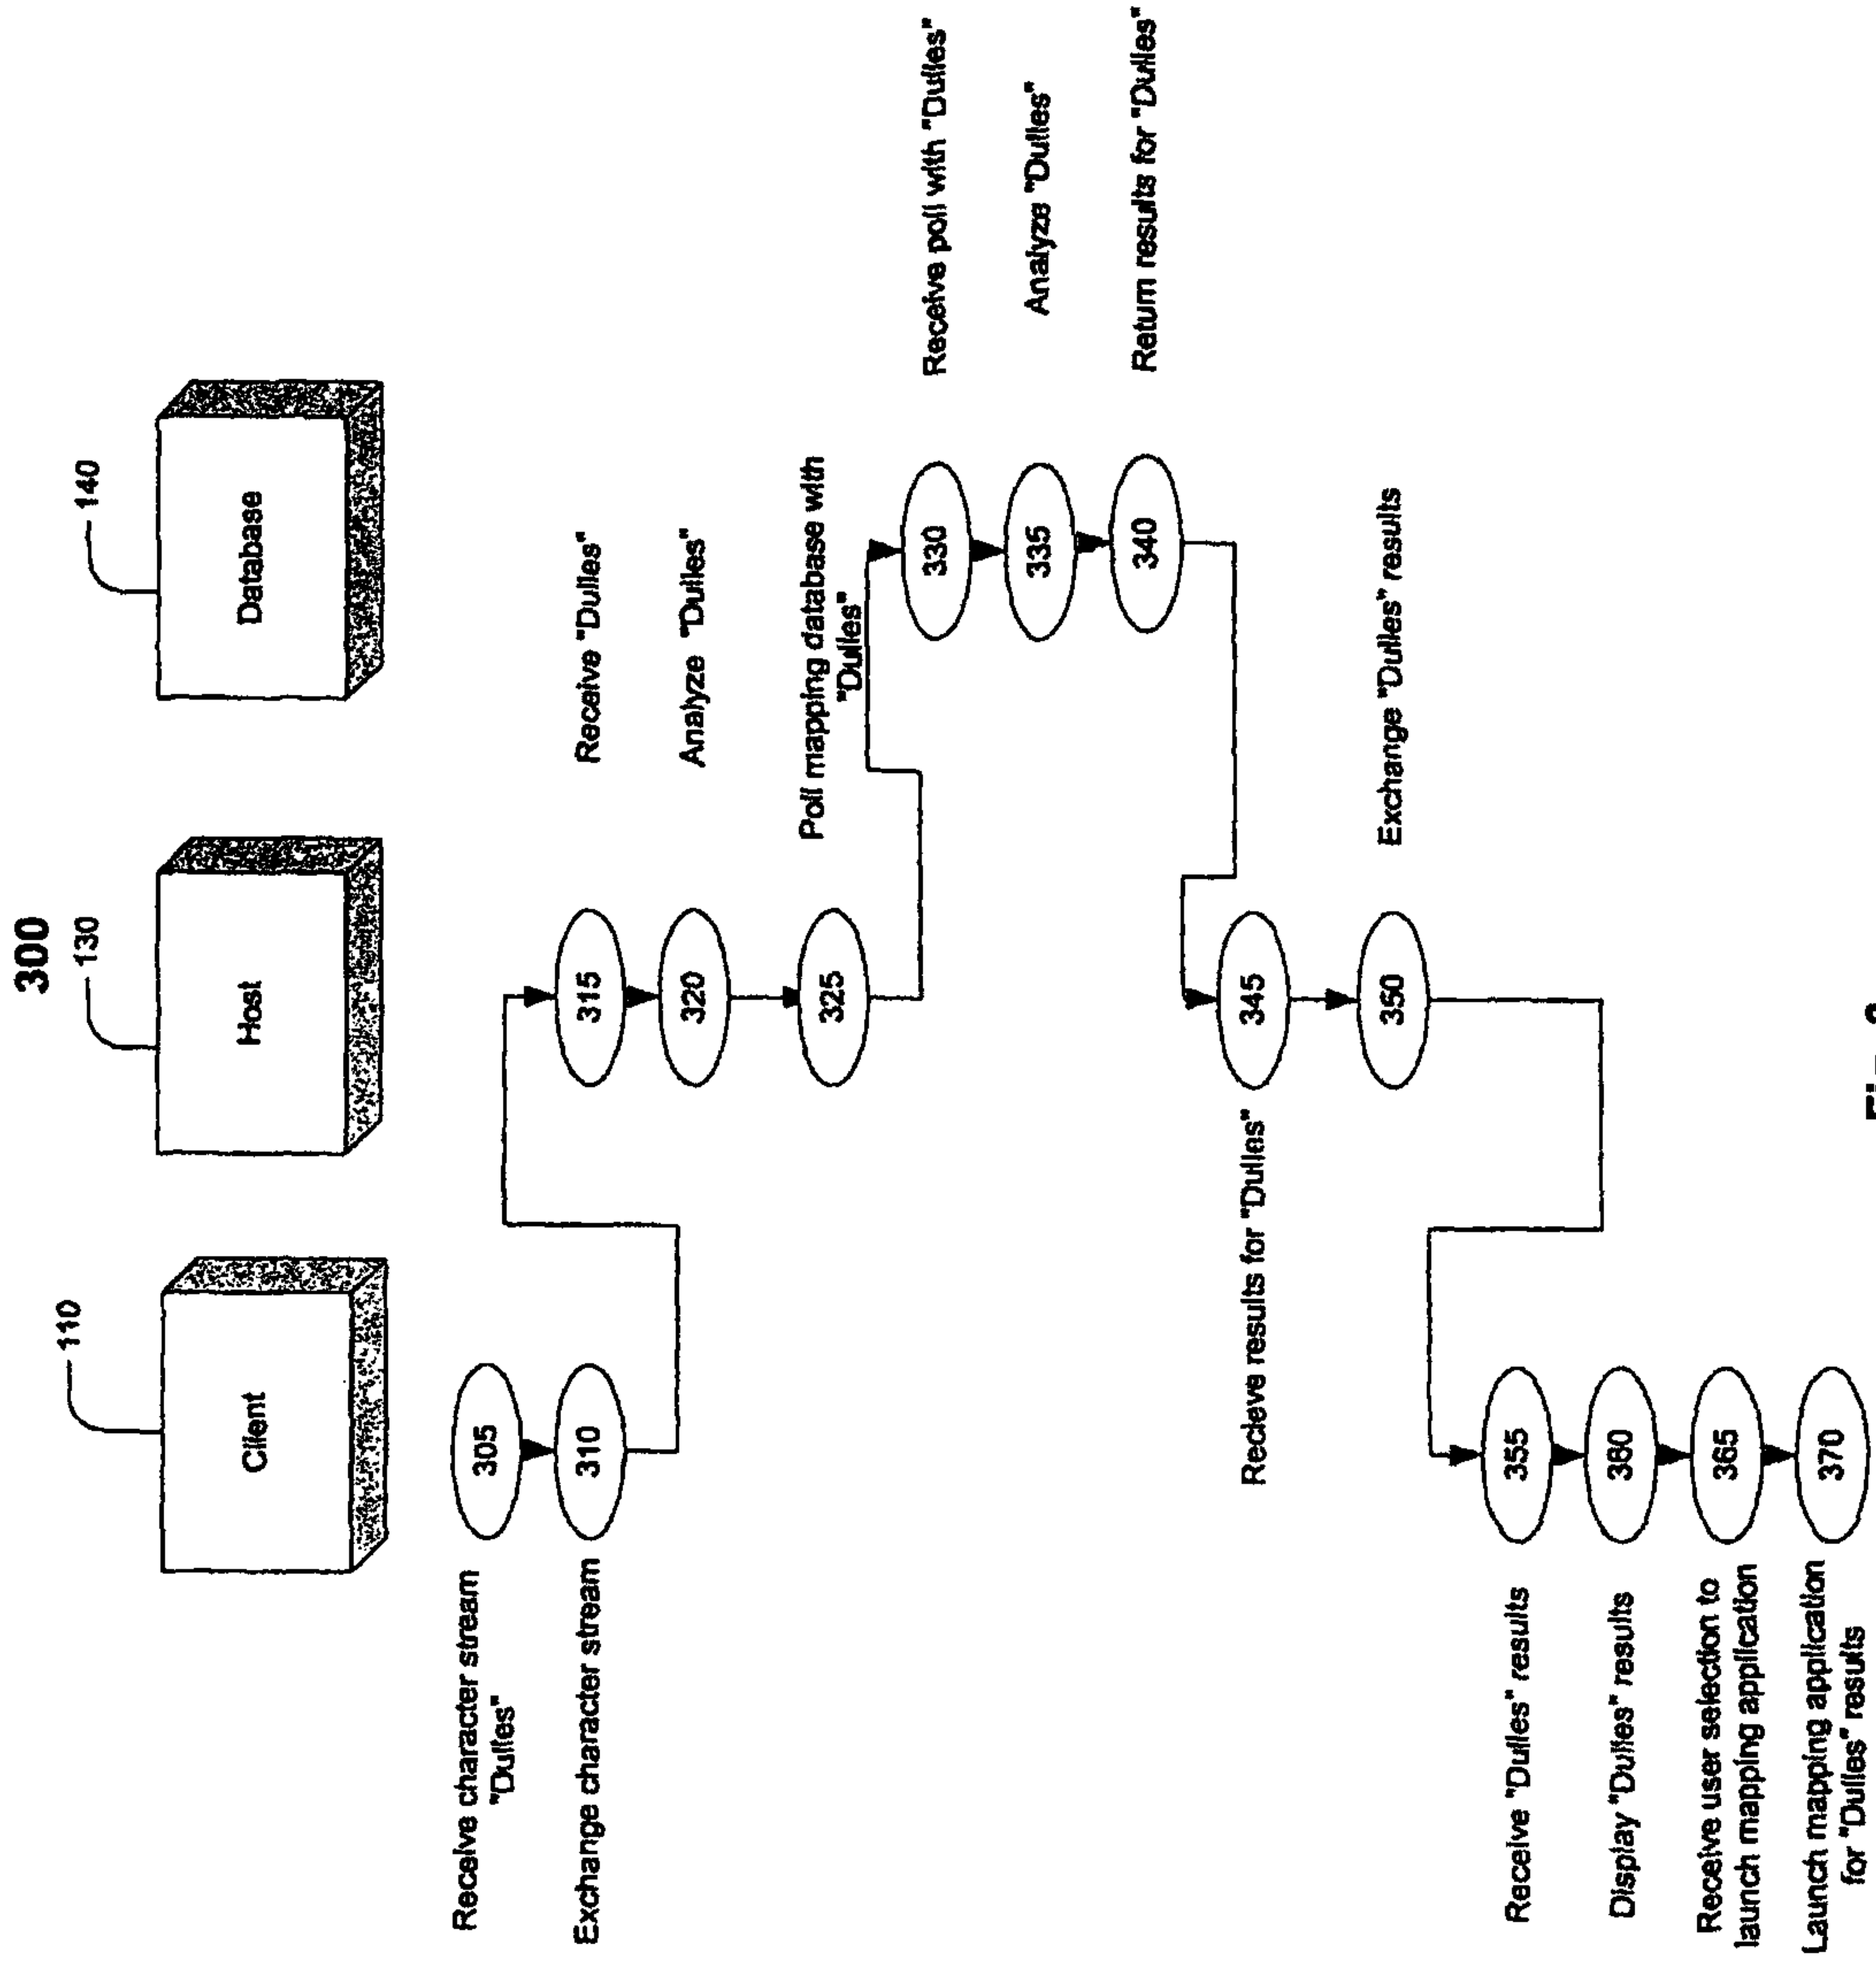 300
110
130
140
Client
Host
Database
Receive character stream
"Dulles"
305
Exchange character stream
310
315
Receive "Dulles"
320
Analyze "Dulles"
325
Poll mapping database with
"Dulles"
330
Receive poll with "Dulles"
335
Analyze "Dulles"
340
Return results for "Dulles"
Recieve results for "Dulles"
345
350
Exchange "Dulles" results
Receive "Dulles" results
355
Display "Dulles" results
360
Receive user selection to
launch mapping application
365
Launch mapping application
for "Dulles" results
370